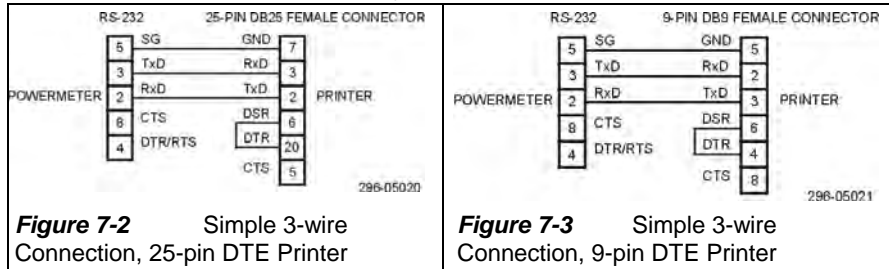 RS-232 25-PIN DB25 FEMALE CONNECTOR
5 SG GND 7
3 TxD RxD 3
POWERMETER 2 RxD TxD 2 PRINTER
8 CTS DSR 6
4 DTR/RTS DTR 20
CTS 5
296-05020
Figure 7-2 Simple 3-wire
Connection, 25-pin DTE Printer
RS-232 9-PIN DB9 FEMALE CONNECTOR
5 SG GND 5
3 TxD RxD 2
POWERMETER 2 RxD TxD 3 PRINTER
8 CTS DSR 6
4 DTR/RTS DTR 4
CTS 8
296-05021
Figure 7-3 Simple 3-wire
Connection, 9-pin DTE Printer